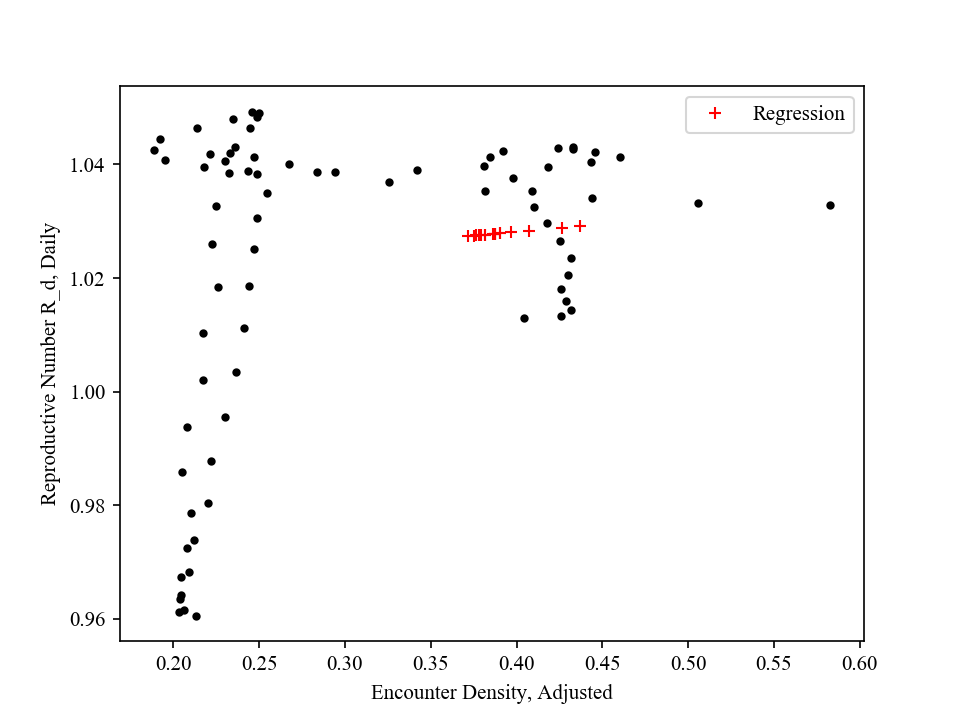 Regression
1.04
1.02
1.00
0.98
0.96
Reproductive Number R_d, Daily
0.20 0.25 0.30 0.35 0.40 0.45 0.50 0.55 0.60
Encounter Density, Adjusted